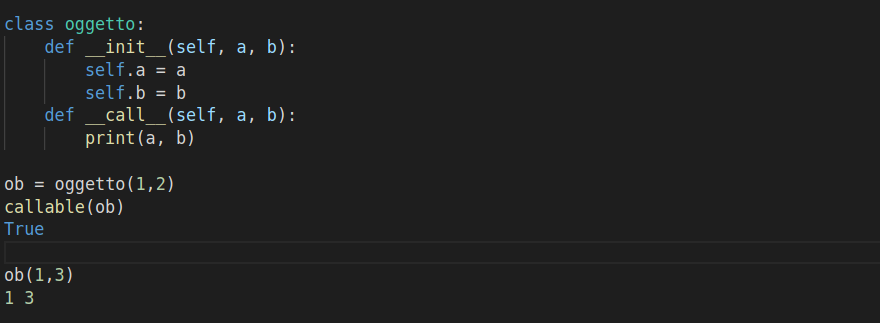 class oggetto:
    def __init__(self, a, b):
        self.a = a
        self.b = b
    def __call__(self, a, b):
        print(a, b)

ob = oggetto(1,2)
callable(ob)
True

ob(1,3)
1 3